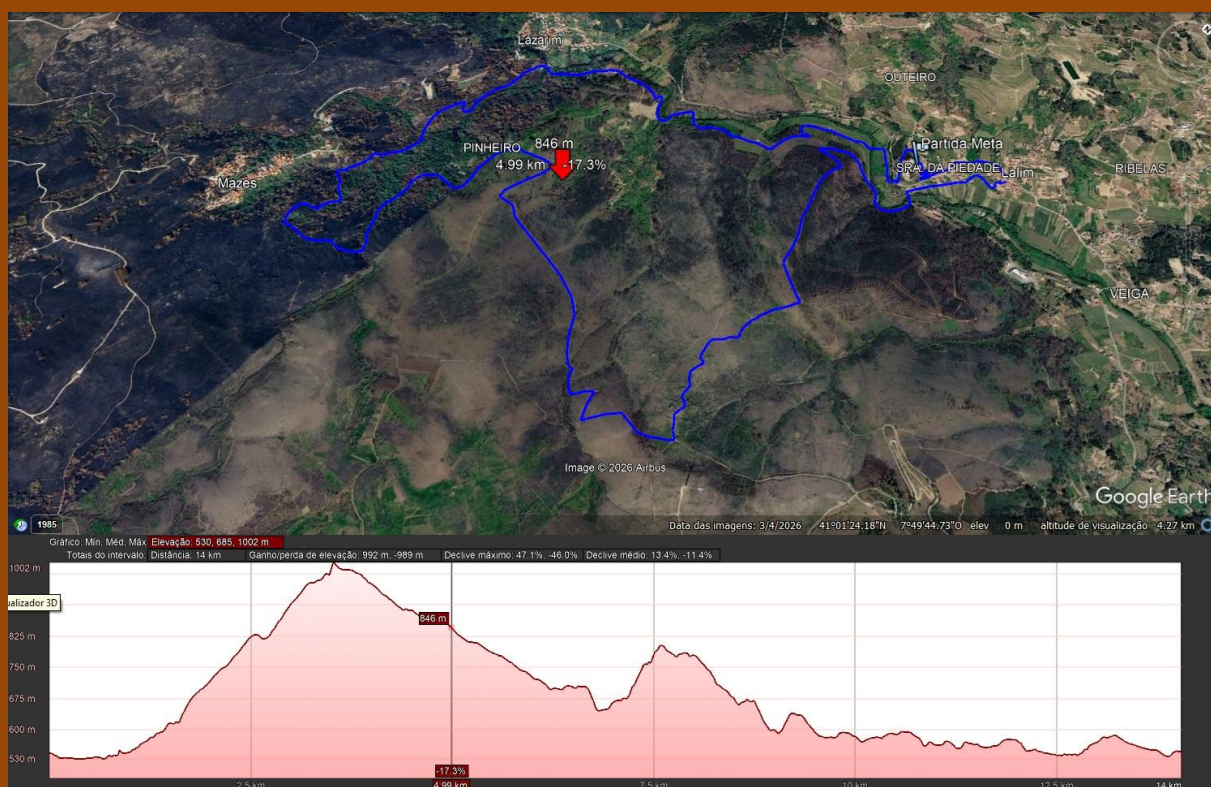 Lazarim
OUTEIRO
PINHEIRO
846 m
4.99 km
-17.3%
Mazes
Partida Meta
SRA. DA PIEDADE
Lalim
RIBELAS
VEIGA
Image © 2026 Airbus
Google Earth
1985
Data das imagens: 3/4/2026 41°01'24.18"N 7°49'44.73"O elev 0 m altitude de visualização 4.27 km
Gráfico: Mín, Méd, Máx Elevação: 530, 685, 1002 m
Totais do intervalo: Distância: 14 km Ganho/perda de elevação: 992 m, -989 m Declive máximo: 47.1%, -46.0% Declive médio: 13.4%, -11.4%
1002 m
ualizador 3D
846 m
825 m
750 m
675 m
600 m
530 m
-17.3%
2.5 km 4.99 km 7.5 km 10 km 12.5 km 14 km